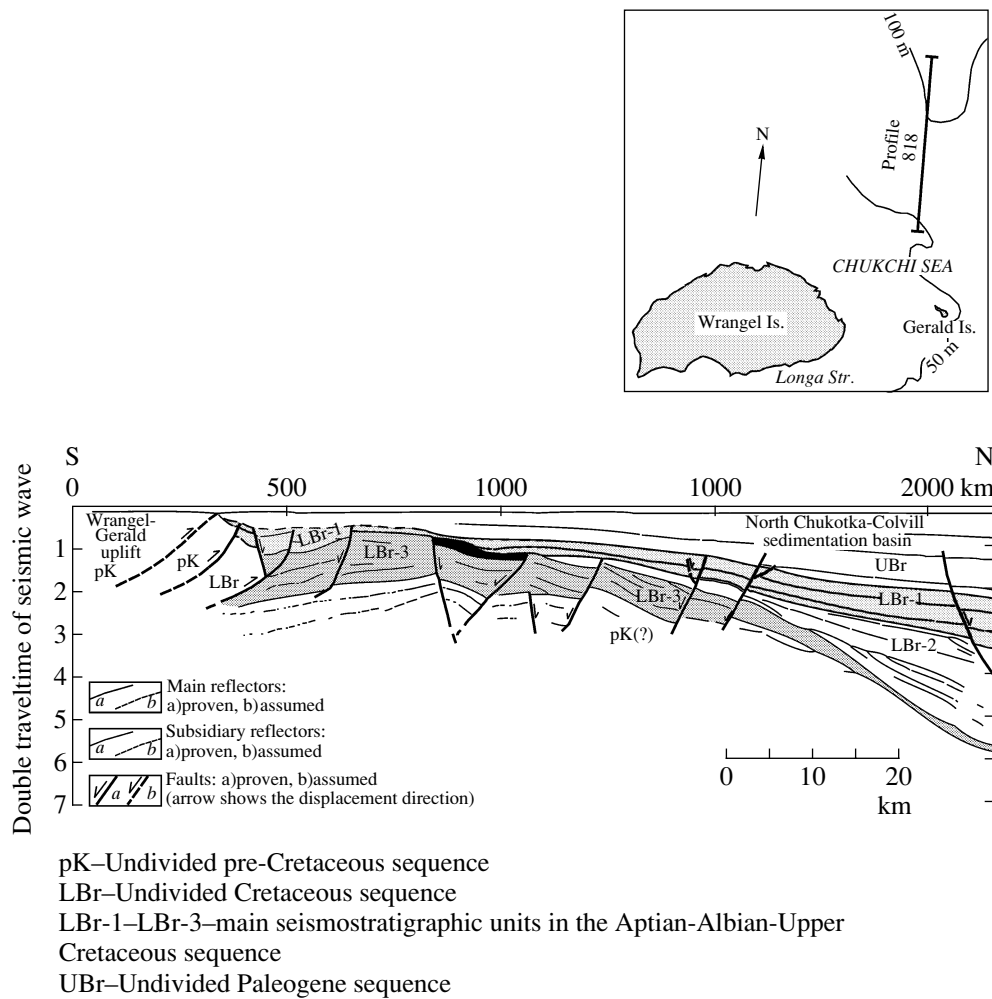 100 m
N
Profile
818
CHUKCHI SEA
Wrangel Is.
Gerald Is.
Longa Str.
50 m
S N
0 500 1000 1000 2000 km
Double traveltime of seismic wave
1
2
3
4
5
6
7
Wrangel-
Gerald
uplift
pK
pK
LBr
LBr-1
LBr-3
LBr-3
pK(?)
North Chukotka-Colvill
sedimentation basin
UBr
LBr-1
LBr-2
a b
Main reflectors:
a)proven, b)assumed
a b
Subsidiary reflectors:
a)proven, b)assumed
a b
Faults: a)proven, b)assumed
(arrow shows the displacement direction)
0 10 20
km
pK–Undivided pre-Cretaceous sequence
LBr–Undivided Cretaceous sequence
LBr-1–LBr-3–main seismostratigraphic units in the Aptian-Albian-Upper
Cretaceous sequence
UBr–Undivided Paleogene sequence